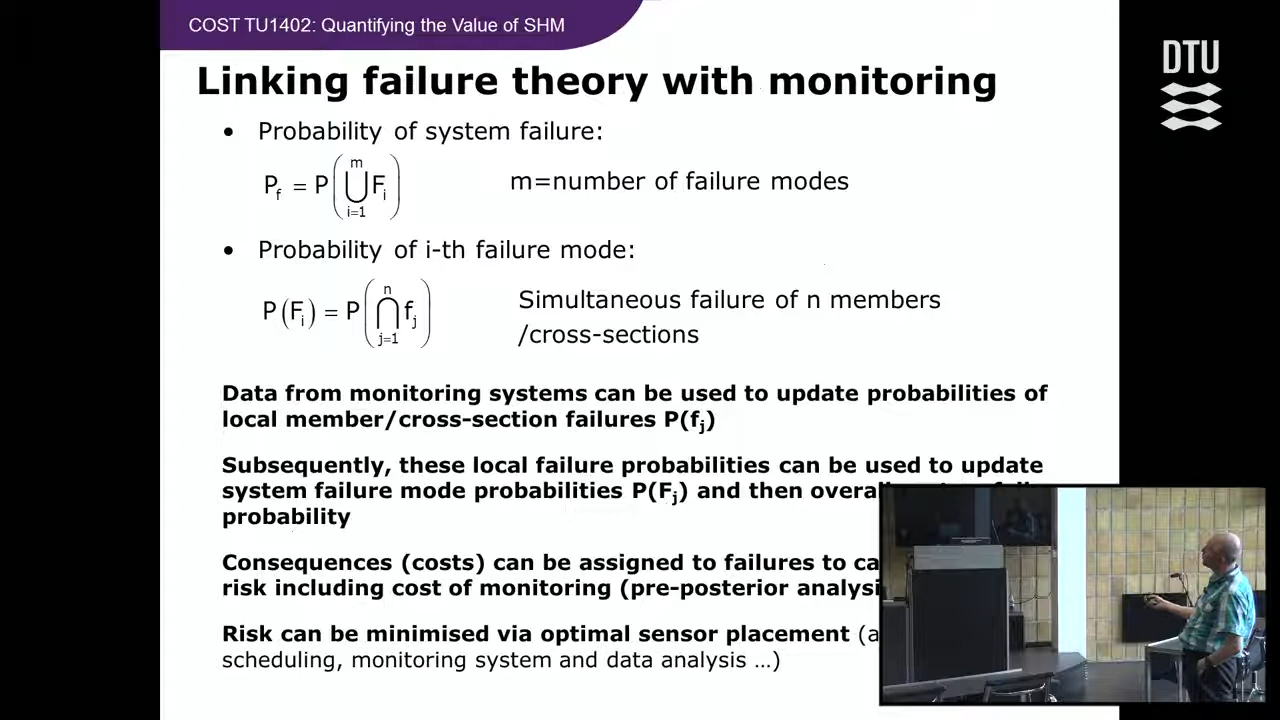 COST TU1402: Quantifying the Value of SHM
DTU
Linking failure theory with monitoring
• Probability of system failure:
P_f = P(⋃_{i=1}^{m} F_i)
m=number of failure modes
• Probability of i-th failure mode:
P(F_i) = P(⋂_{j=1}^{n} f_j)
Simultaneous failure of n members
/cross-sections
Data from monitoring systems can be used to update probabilities of
local member/cross-section failures P(f_j)
Subsequently, these local failure probabilities can be used to update
system failure mode probabilities P(F_j) and then
probability
Consequences (costs) can be assigned to failures to
risk including cost of monitoring (pre-posterior
Risk can be minimised via optimal sensor placement
scheduling, monitoring system and data analysis …)